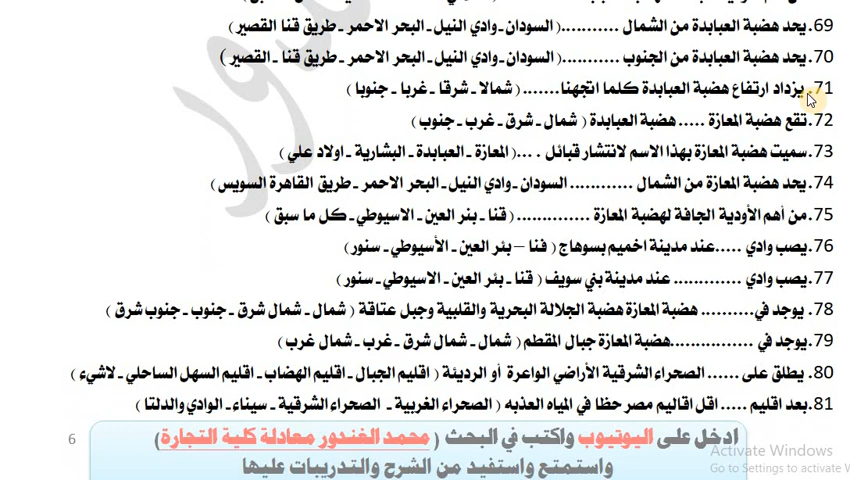 69.يحد هضبة العبابدة من الشمال ...........( السودان-وادي النيل-البحر الاحمر-طريق قنا القصير)
70.يحد هضبة العبابدة من الجنوب ...........(السودان-وادي النيل-البحر الاحمر-طريق قنا - القصير )
71. يزداد ارتفاع هضبة العبابدة كلما اتجهنا.......( شمالا - شرقا - غربا - جنوبا )
72.تقع هضبة المعازة ..... هضبة العبابدة ( شمال - شرق - غرب - جنوب )
73.سميت هضبة المعازة بهذا الاسم لانتشار قبائل . ...( المعازة - العبابدة - البشارية - اولاد علي )
74.يحد هضبة المعازة من الشمال ............ السودان-وادي النيل-البحر الاحمر-طريق القاهرة السويس )
75.من أهم الأودية الجافة لهضبة المعازة ..............( قنا - بئر العين - الاسيوطي-كل ما سبق )
76.يصب وادي .....عند مدينة اخميم بسوهاج ( قنا – بئر العين - الأسيوطي- سنور)
77.يصب وادي ............. عند مدينة بني سويف ( قنا - بئر العين - الاسيوطي - سنور)
78.يوجد في.......... هضبة المعازة هضبة الجلالة البحرية والقلبية وجبل عتاقة ( شمال- شمال شرق- جنوب- جنوب شرق )
79.يوجد في ................هضبة المعازة جبال المقطم ( شمال- شمال شرق - غرب - شمال غرب )
80. يطلق على ...... الصحراء الشرقية الأراضي الواعرة أو الرديئة ( اقليم الجبال - اقليم الهضاب - اقليم السهل الساحلي - لاشيء )
81.يعد اقليم ..... اقل اقاليم مصر حظا في المياه العذبه ( الصحراء الغربية - الصحراء الشرقية - سيناء- الوادي والدلتا )
6
ادخل على اليوتيوب واكتب في البحث ( محمد الغندور معادلة كلية التجارة)
واستمتع واستفيد من الشرح والتدريبات عليها
Activate Windows
Go to Settings to activate W